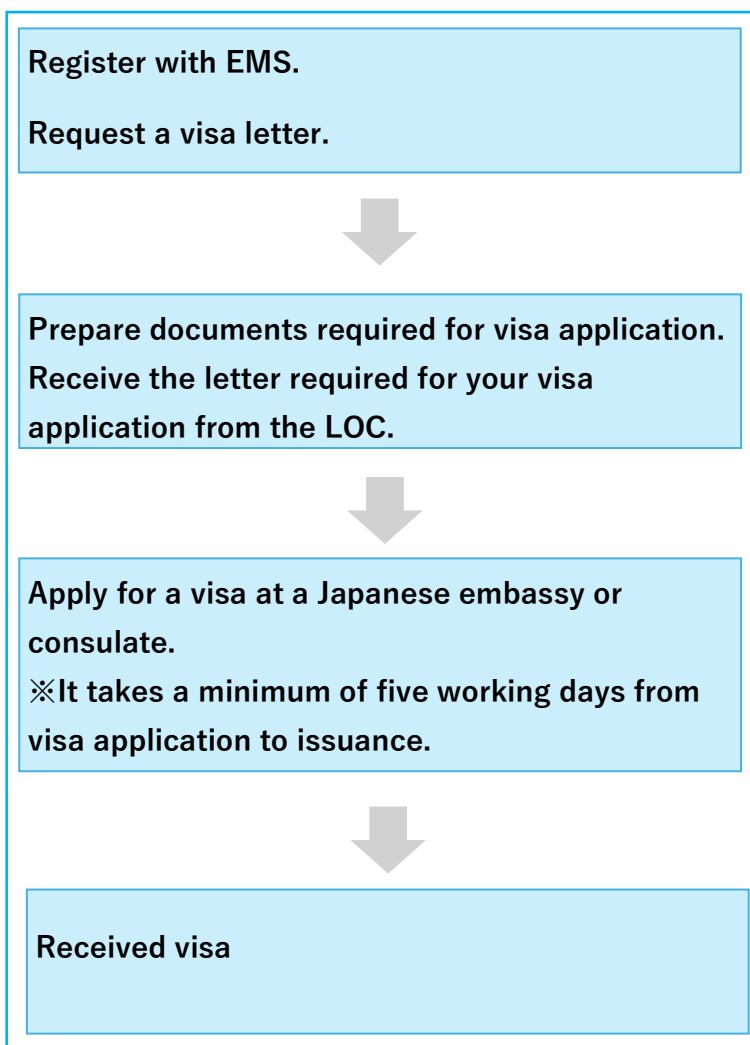 Register with EMS.
Request a visa letter.
Prepare documents required for visa application.
Receive the letter required for your visa
application from the LOC.
Apply for a visa at a Japanese embassy or
consulate.
※It takes a minimum of five working days from
visa application to issuance.
Received visa